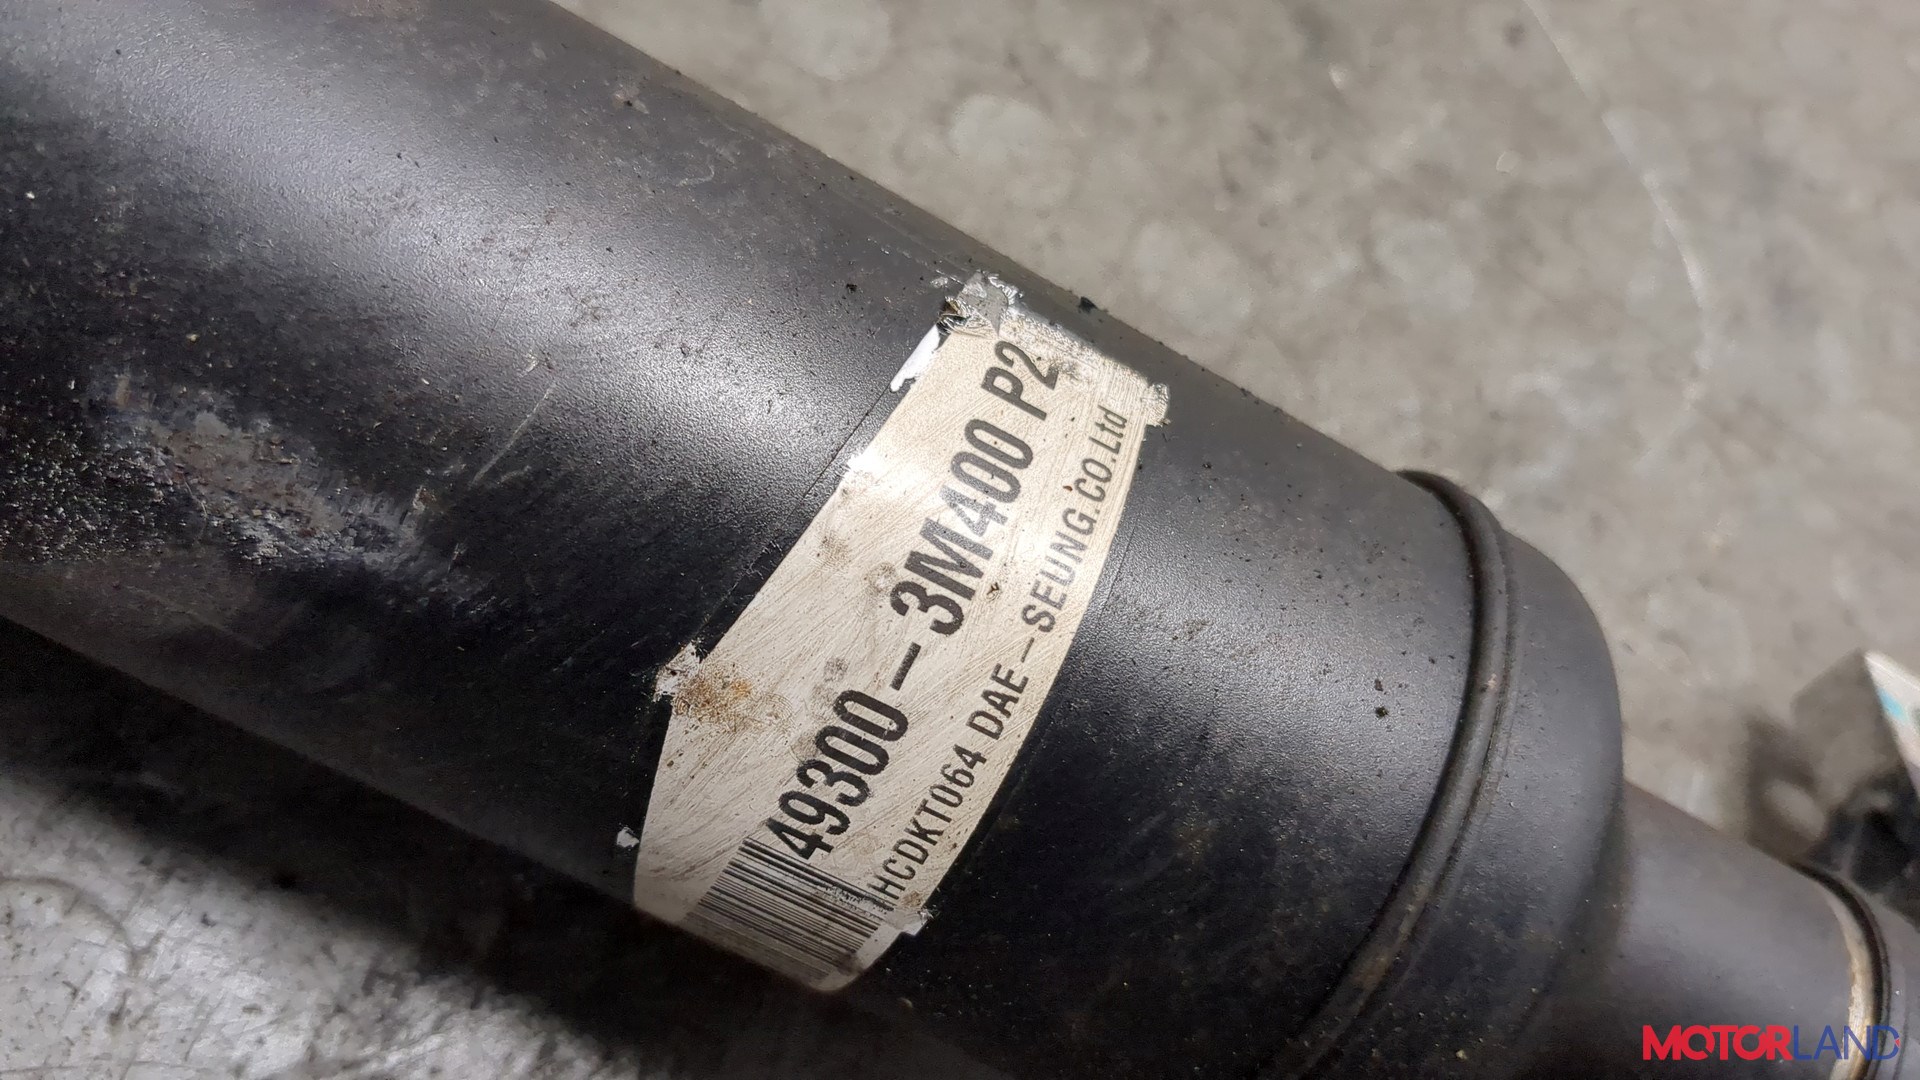 49300-3M400 P2
HCDKT064 DAE-SEUNG.CO.Ltd
MOTORLAND